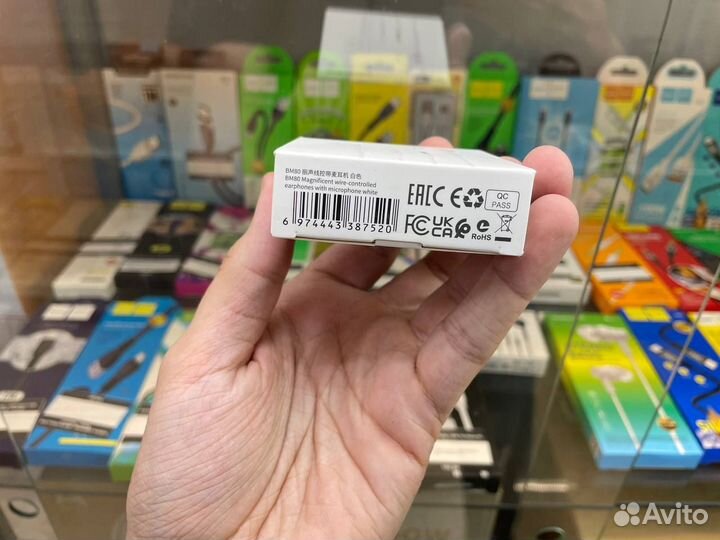 BM80 丽声线控带麦耳机 白色
BM80 Magnificent wire-controlled
earphones with microphone white
6 974443 387520
EAC CE
QC
PASS
FC UK
CA
RoHS
Avito